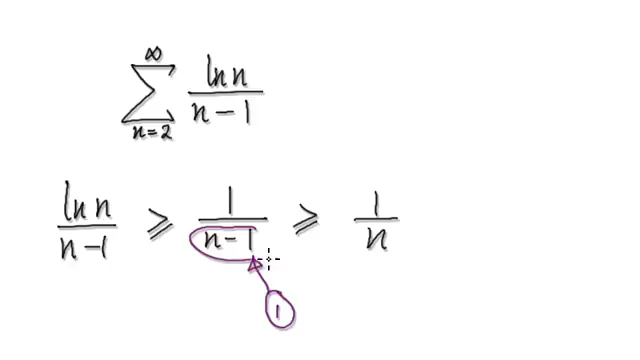 ∞
∑ ln n / (n − 1)
n=2
ln n / (n − 1) ≥ 1 / (n − 1) ≥ 1 / n
1